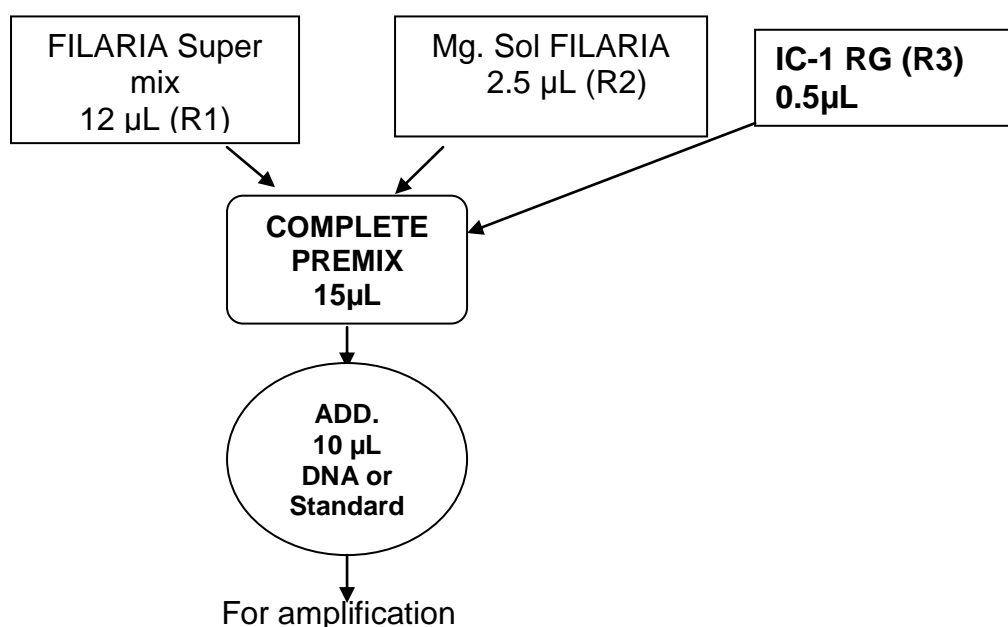 FILARIA Super
mix
12 µL (R1)
Mg. Sol FILARIA
2.5 µL (R2)
IC-1 RG (R3)
0.5µL
COMPLETE
PREMIX
15µL
ADD.
10 µL
DNA or
Standard
For amplification